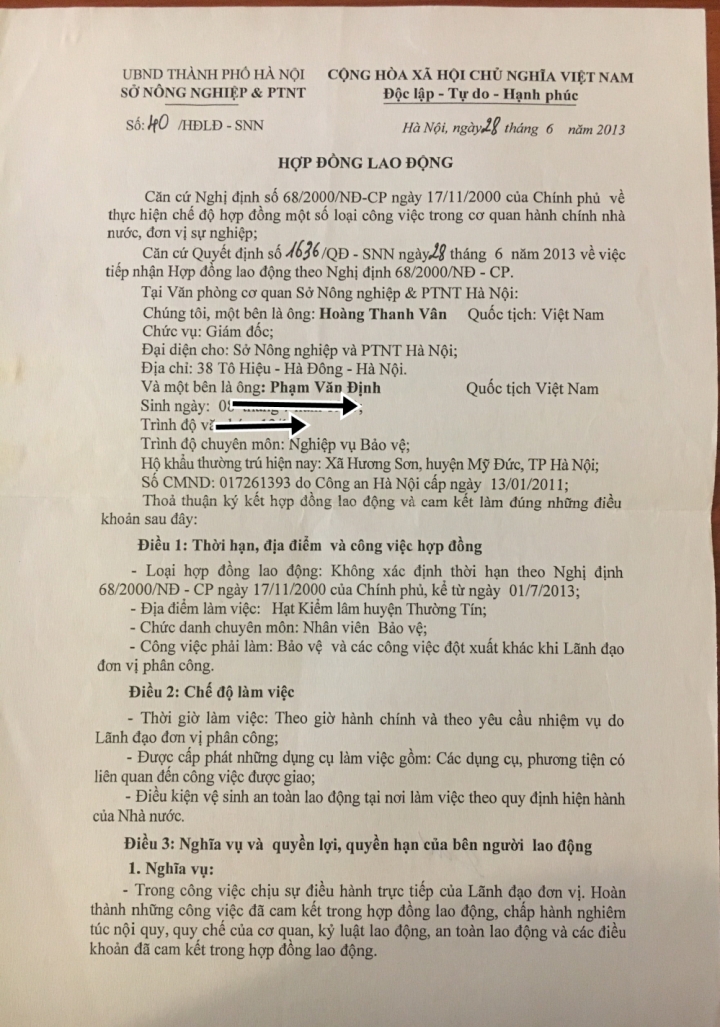 UBND THÀNH PHỐ HÀ NỘI
SỞ NÔNG NGHIỆP & PTNT
CỘNG HÒA XÃ HỘI CHỦ NGHĨA VIỆT NAM
Độc lập - Tự do - Hạnh phúc
Số: 40 /HĐLĐ - SNN
Hà Nội, ngày 28 tháng 6 năm 2013
HỢP ĐỒNG LAO ĐỘNG
Căn cứ Nghị định số 68/2000/NĐ-CP ngày 17/11/2000 của Chính phủ về
thực hiện chế độ hợp đồng một số loại công việc trong cơ quan hành chính nhà
nước, đơn vị sự nghiệp;
Căn cứ Quyết định số 1636/QĐ - SNN ngày 28 tháng 6 năm 2013 về việc
tiếp nhận Hợp đồng lao động theo Nghị định 68/2000/NĐ - CP.
Tại Văn phòng cơ quan Sở Nông nghiệp & PTNT Hà Nội:
Chúng tôi, một bên là ông: Hoàng Thanh Vân Quốc tịch: Việt Nam
Chức vụ: Giám đốc;
Đại diện cho: Sở Nông nghiệp và PTNT Hà Nội;
Địa chỉ: 38 Tô Hiệu - Hà Đông - Hà Nội.
Và một bên là ông: Phạm Văn Định Quốc tịch Việt Nam
Sinh ngày: 08
Trình độ
Trình độ chuyên môn: Nghiệp vụ Bảo vệ;
Hộ khẩu thường trú hiện nay: Xã Hương Sơn, huyện Mỹ Đức, TP Hà Nội;
Số CMND: 017261393 do Công an Hà Nội cấp ngày 13/01/2011;
Thoả thuận ký kết hợp đồng lao động và cam kết làm đúng những điều
khoản sau đây:
Điều 1: Thời hạn, địa điểm và công việc hợp đồng
- Loại hợp đồng lao động: Không xác định thời hạn theo Nghị định
68/2000/NĐ - CP ngày 17/11/2000 của Chính phủ, kể từ ngày 01/7/2013;
- Địa điểm làm việc: Hạt Kiểm lâm huyện Thường Tín;
- Chức danh chuyên môn: Nhân viên Bảo vệ;
- Công việc phải làm: Bảo vệ và các công việc đột xuất khác khi Lãnh đạo
đơn vị phân công.
Điều 2: Chế độ làm việc
- Thời giờ làm việc: Theo giờ hành chính và theo yêu cầu nhiệm vụ do
Lãnh đạo đơn vị phân công;
- Được cấp phát những dụng cụ làm việc gồm: Các dụng cụ, phương tiện có
liên quan đến công việc được giao;
- Điều kiện vệ sinh an toàn lao động tại nơi làm việc theo quy định hiện hành
của Nhà nước.
Điều 3: Nghĩa vụ và quyền lợi, quyền hạn của bên người lao động
1. Nghĩa vụ:
- Trong công việc chịu sự điều hành trực tiếp của Lãnh đạo đơn vị. Hoàn
thành những công việc đã cam kết trong hợp đồng lao động, chấp hành nghiêm
túc nội quy, quy chế của cơ quan, kỷ luật lao động, an toàn lao động và các điều
khoản đã cam kết trong hợp đồng lao động.